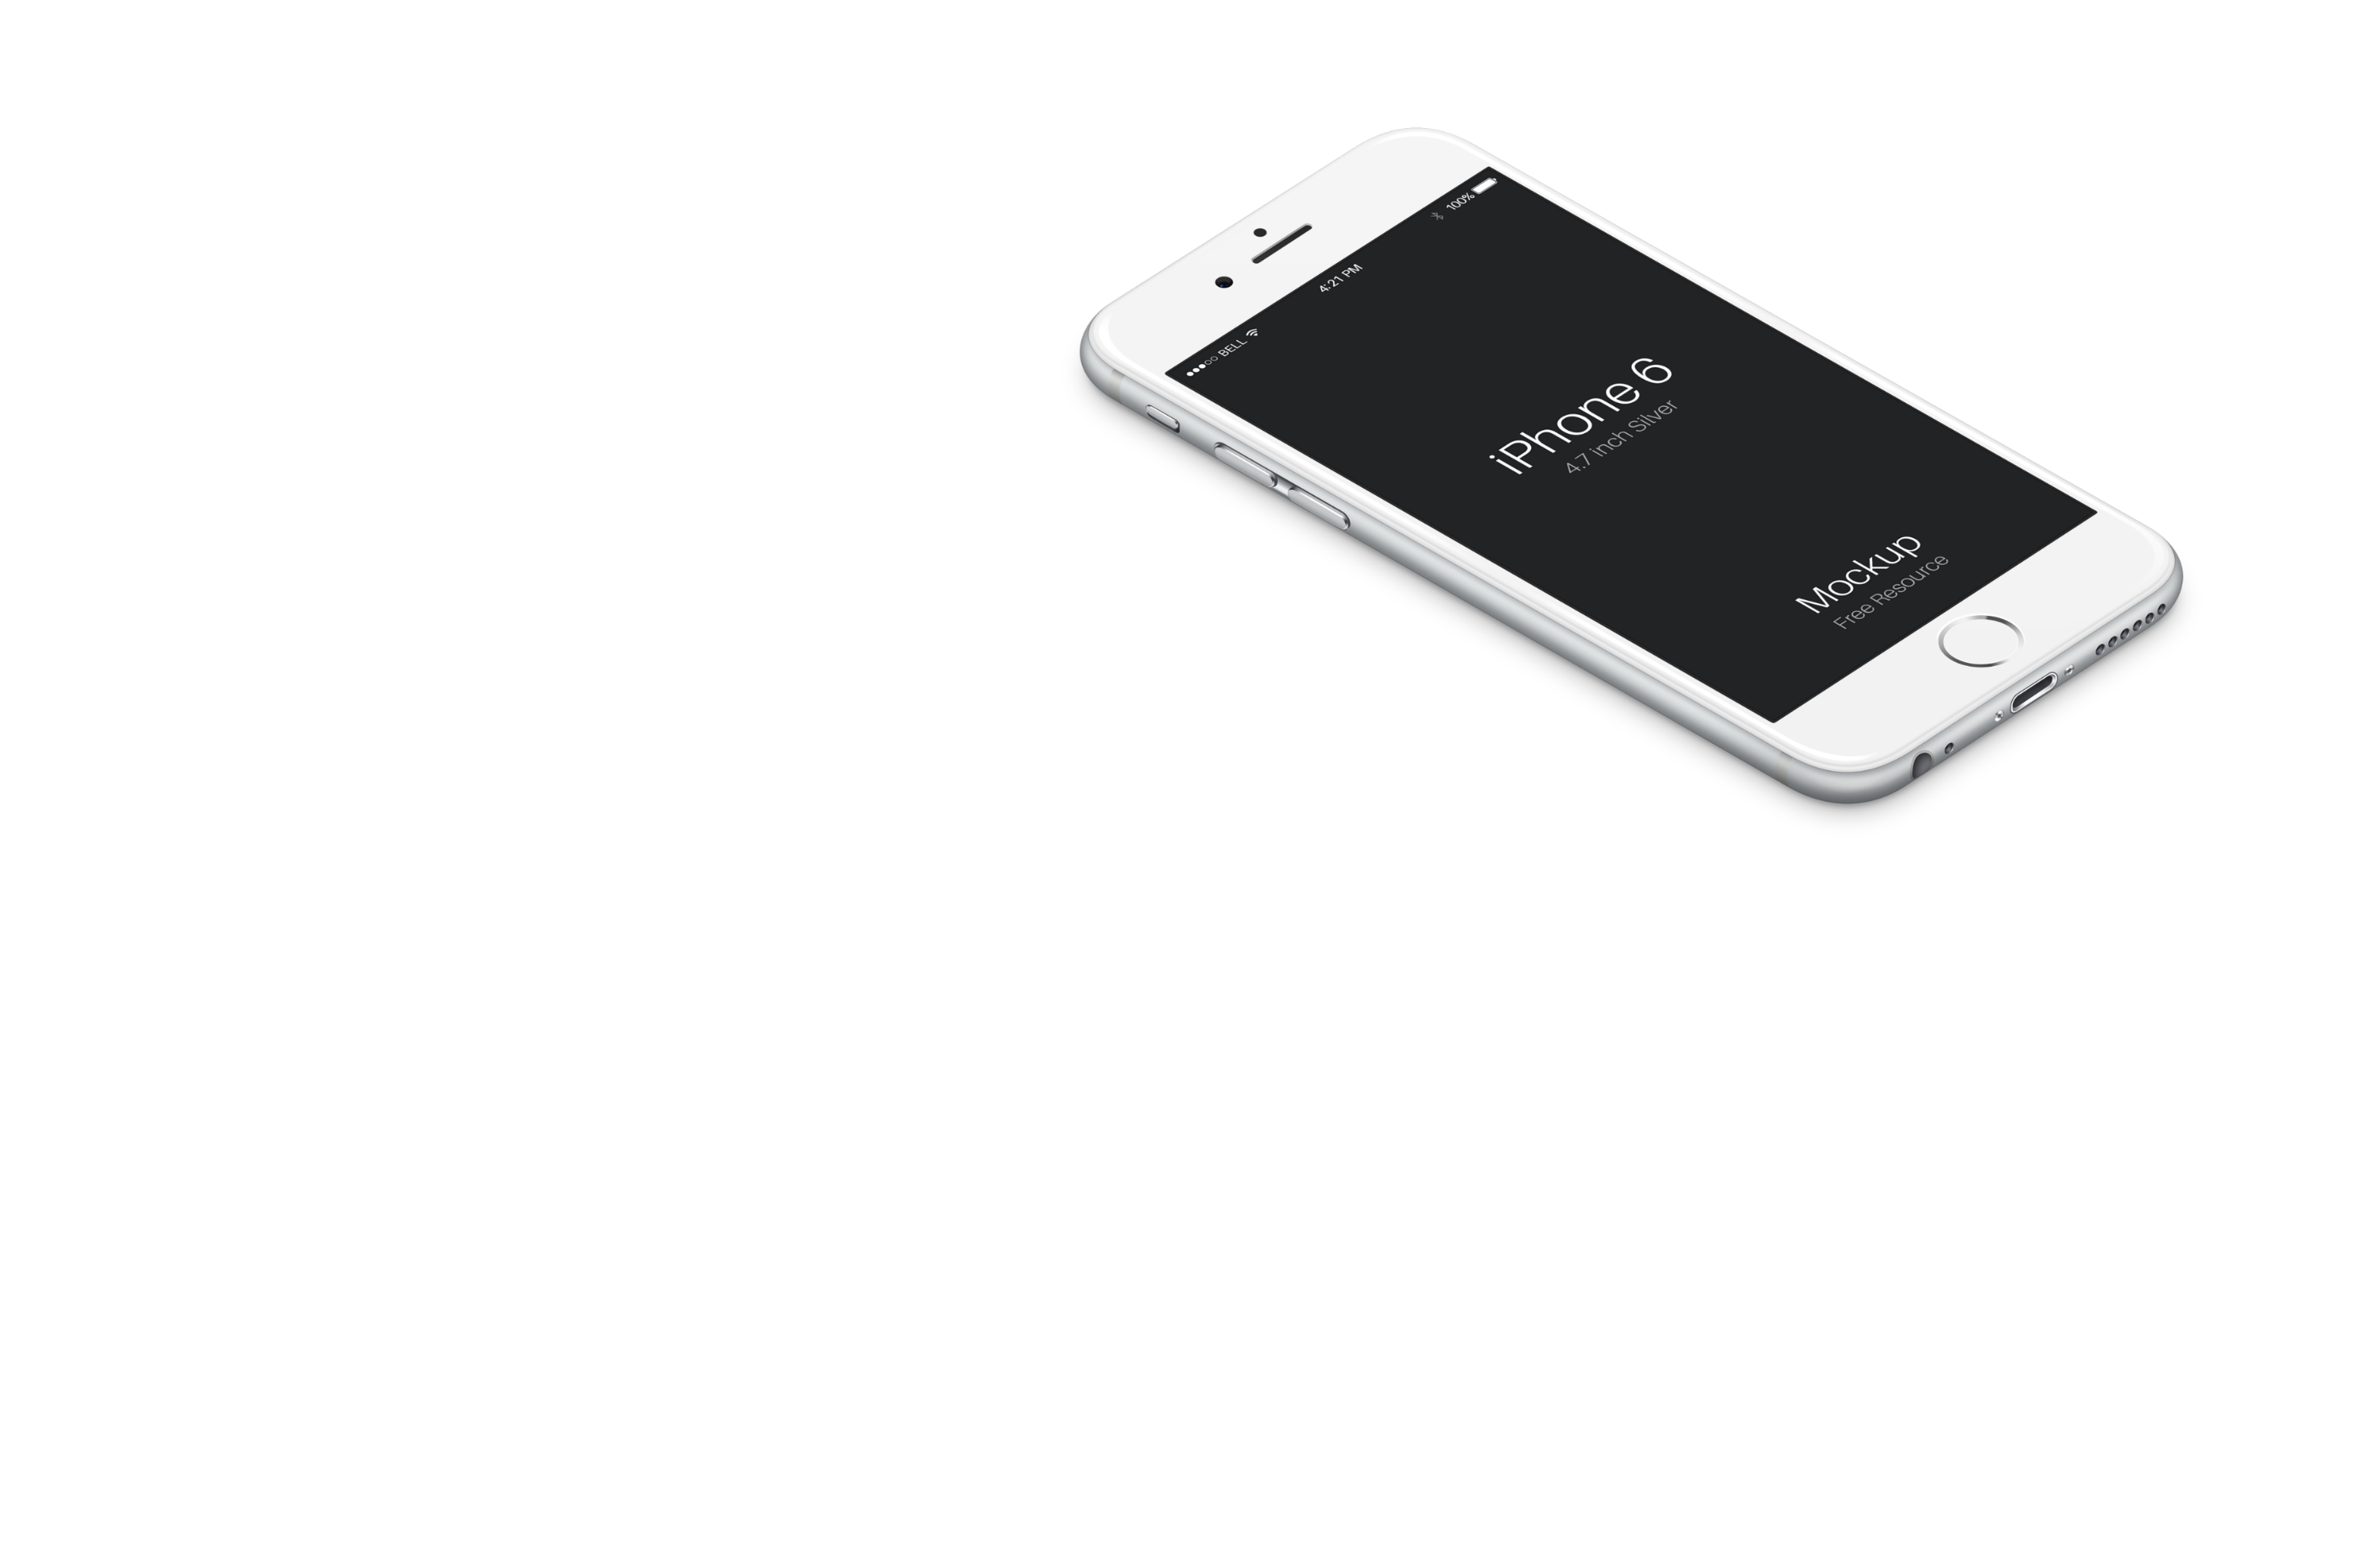 BELL 4:21 PM 100%
iPhone 6
4.7 inch Silver
Mockup
Free Resource